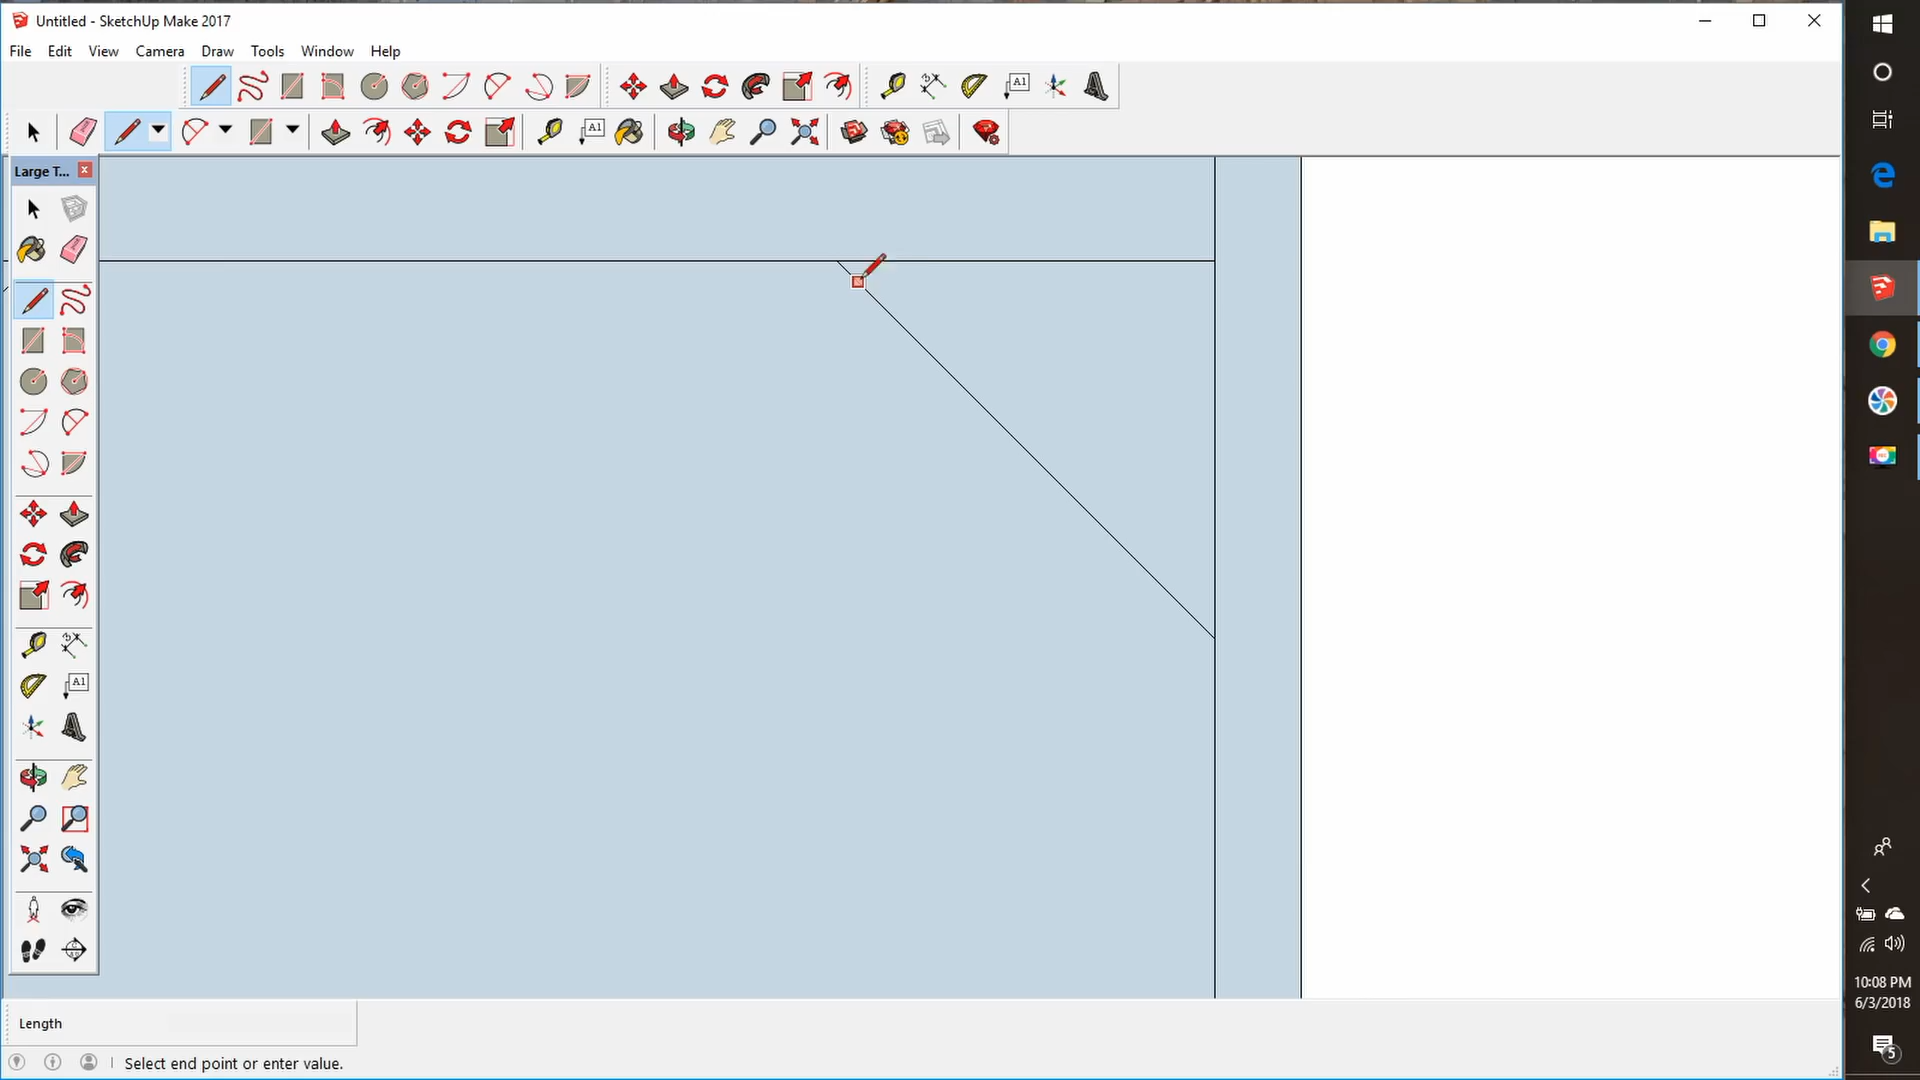 Untitled - SketchUp Make 2017
File Edit View Camera Draw Tools Window Help
A1
A1
Large T...
A1
Length
Select end point or enter value.
10:08 PM
6/3/2018
5